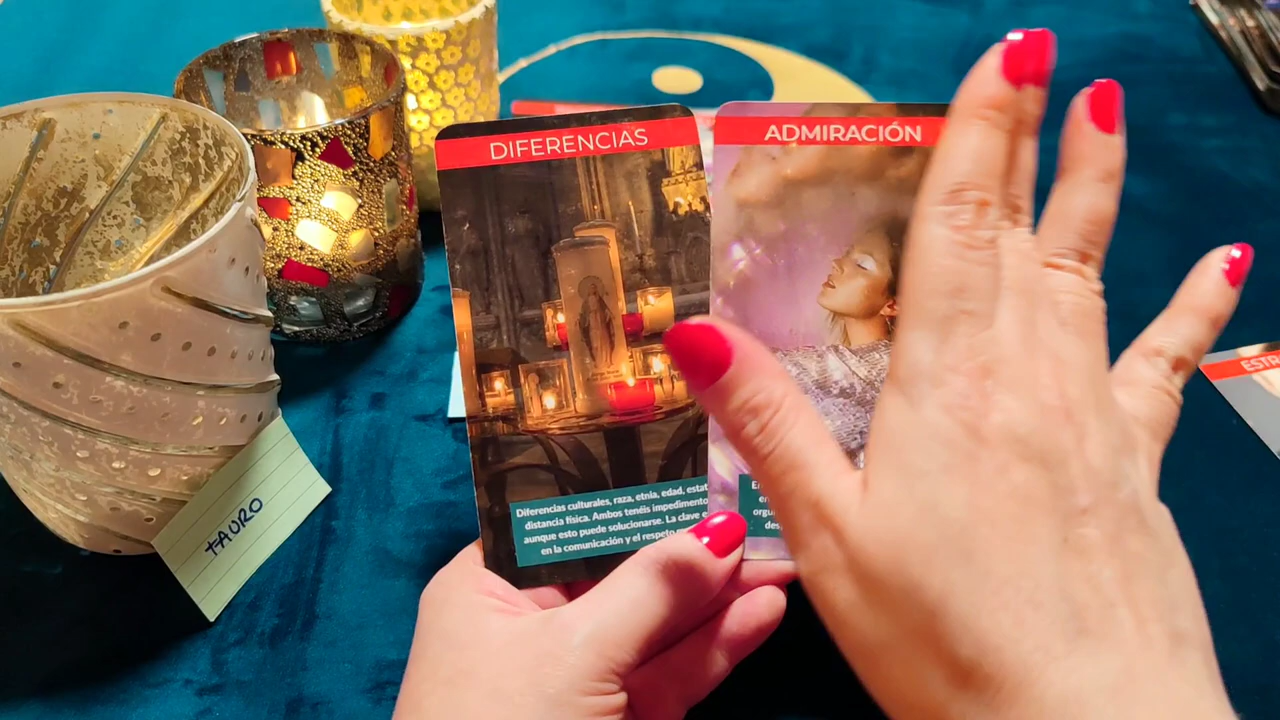 DIFERENCIAS
Diferencias culturales, raza, etnia, edad,
distancia física. Ambos tenéis impedimento
aunque esto puede solucionarse. La clave
en la comunicación y el respeto
ADMIRACIÓN
TAURO